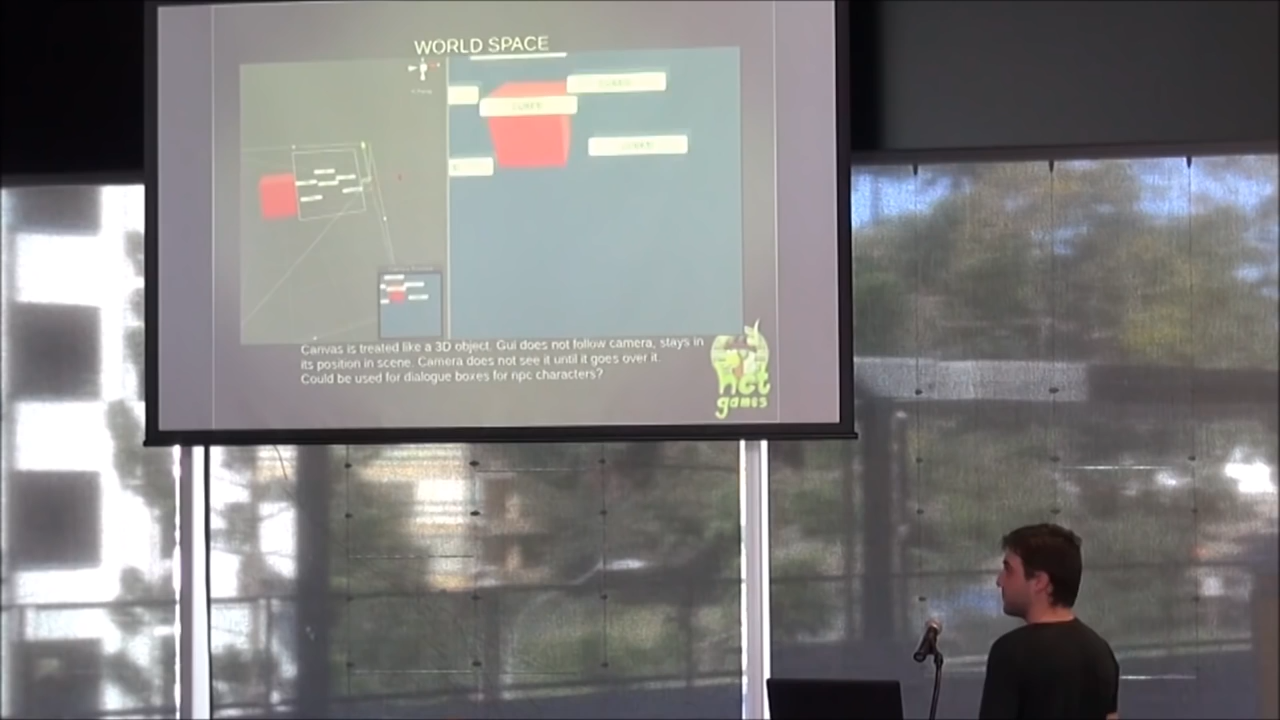 WORLD SPACE
Canvas is treated like a 3D object. Gui does not follow camera, stays in
its position in scene. Camera does not see it until it goes over it.
Could be used for dialogue boxes for npc characters?
hct
games